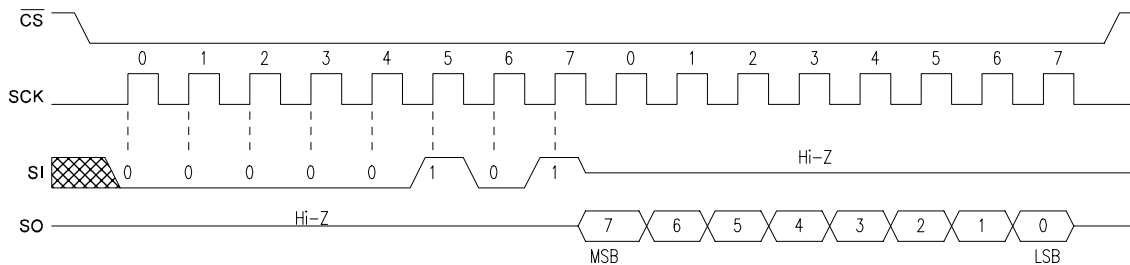 CS
0 1 2 3 4 5 6 7 0 1 2 3 4 5 6 7
SCK
Hi-Z
SI 0 0 0 0 0 1 0 1
Hi-Z
SO 7 6 5 4 3 2 1 0
MSB LSB